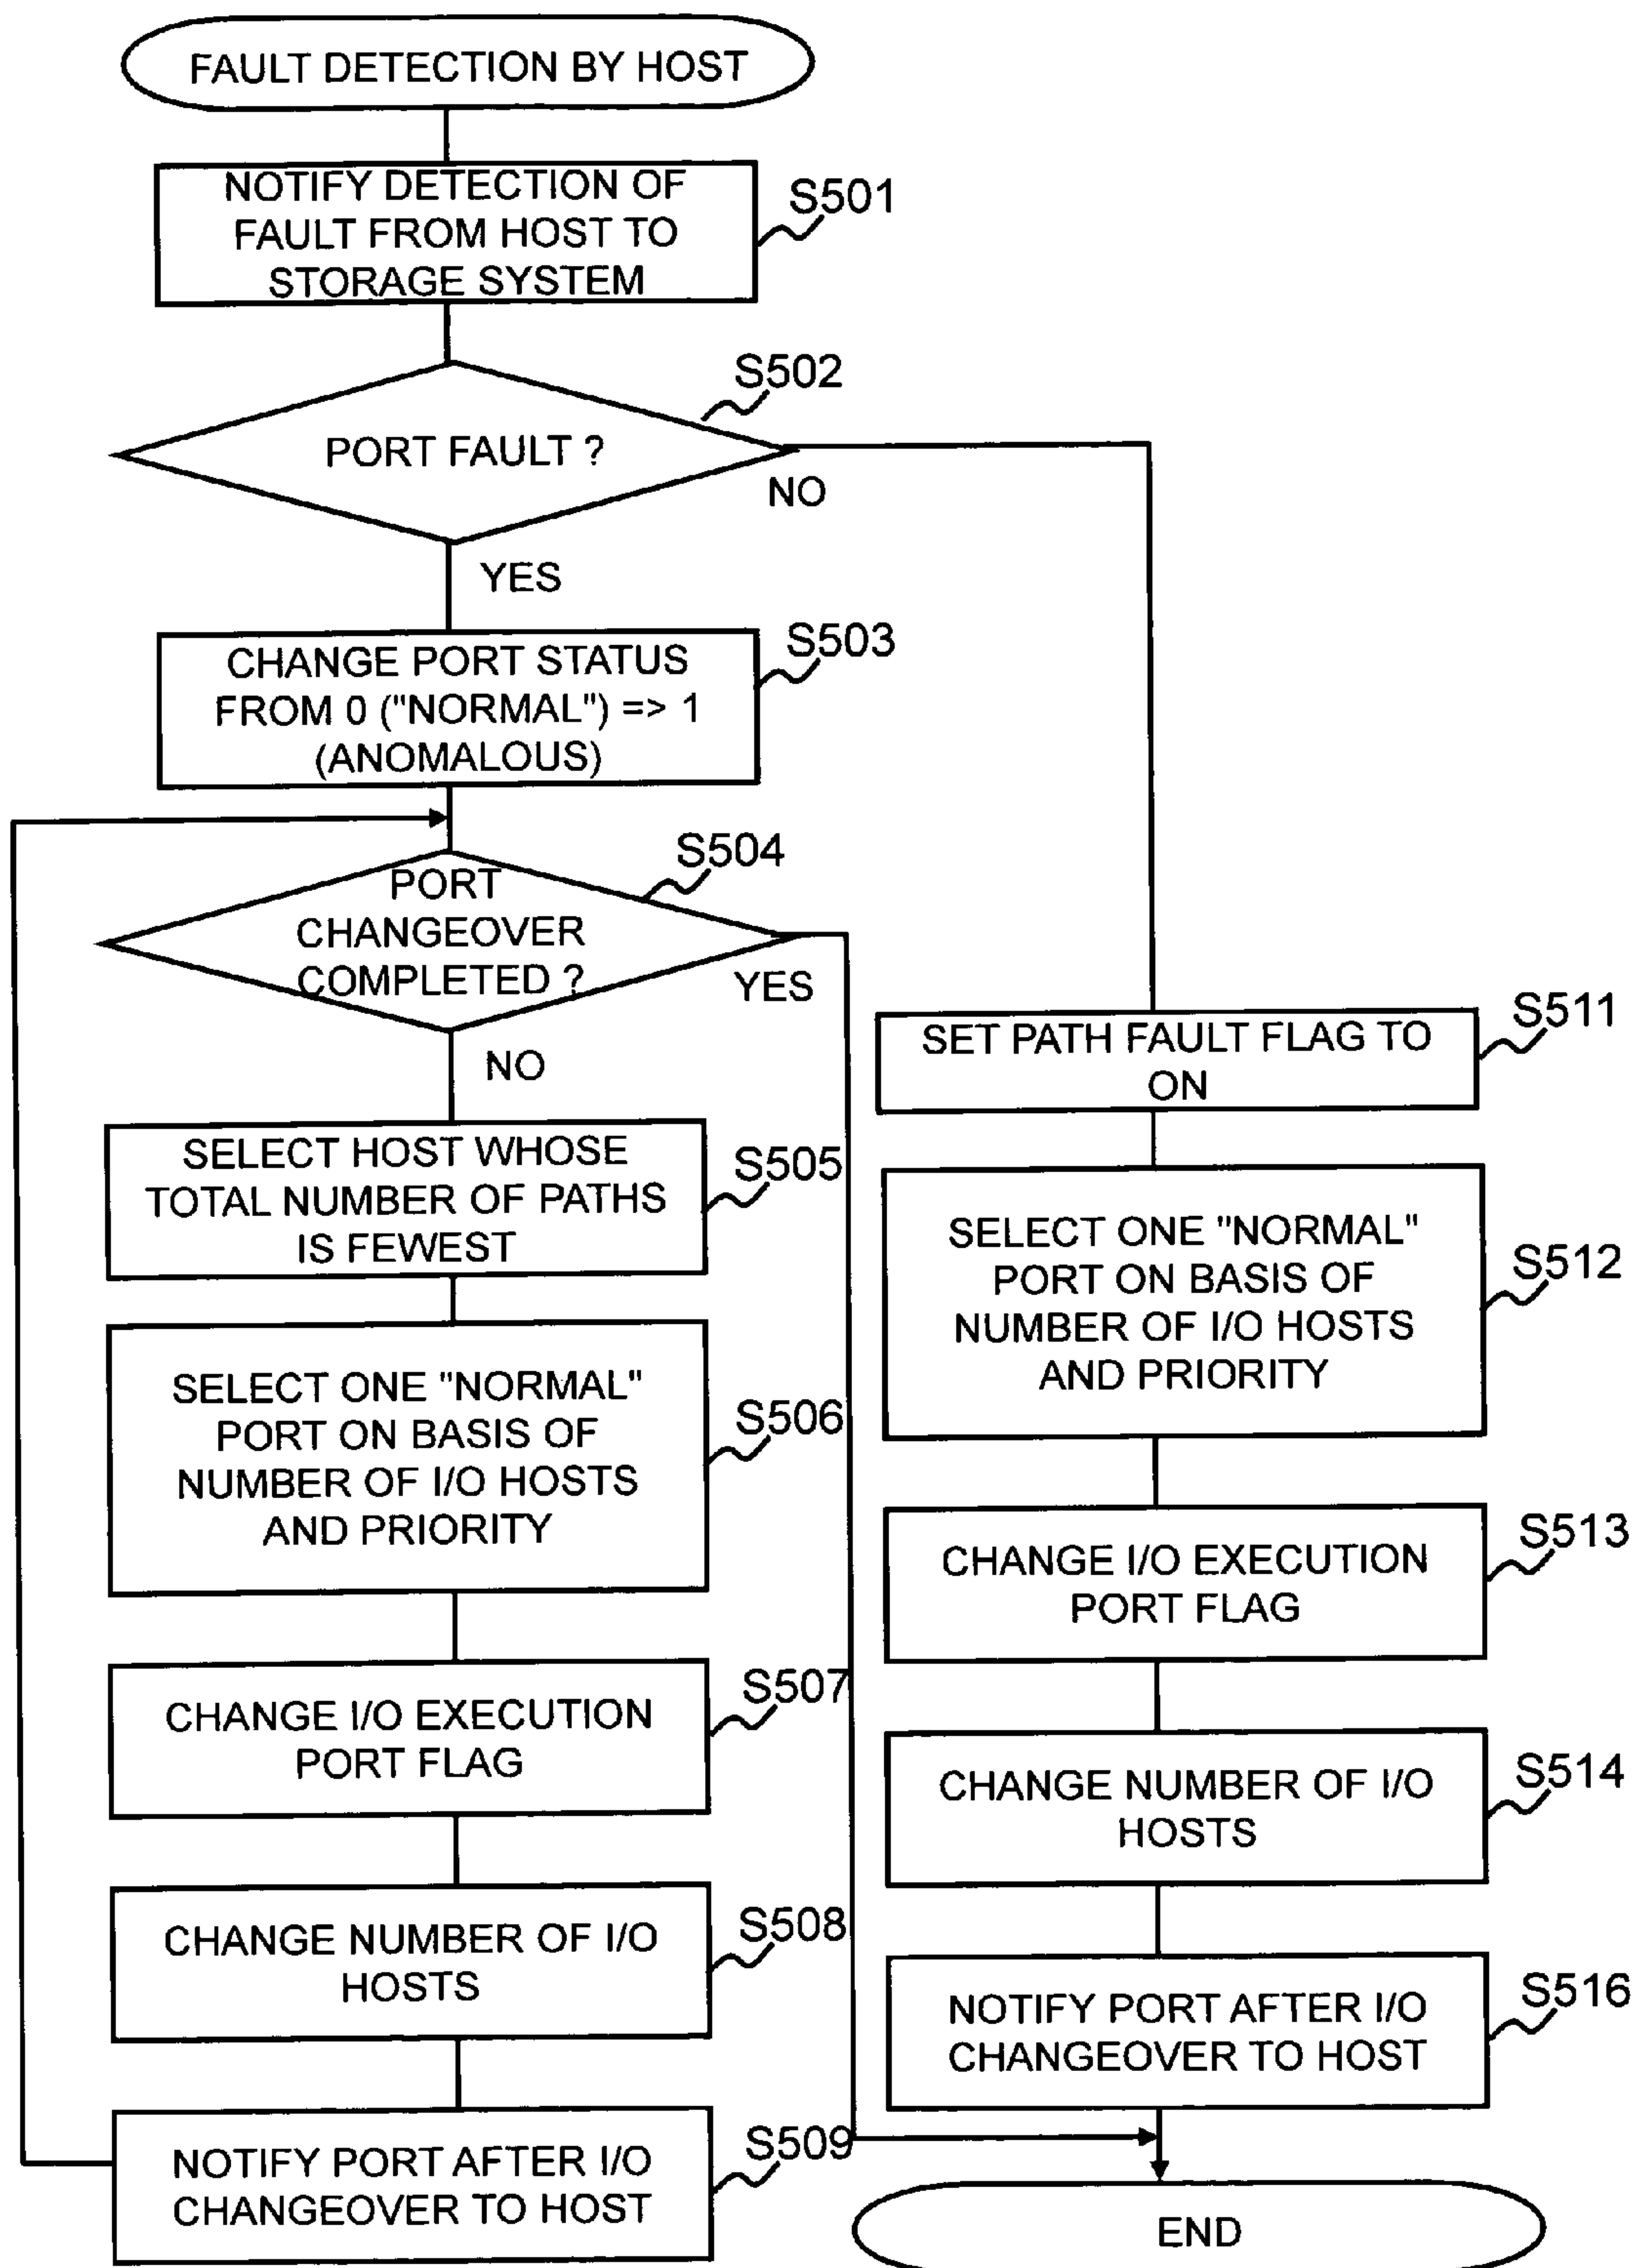 FAULT DETECTION BY HOST
NOTIFY DETECTION OF
FAULT FROM HOST TO
STORAGE SYSTEM
S501
S502
PORT FAULT ?
NO
YES
CHANGE PORT STATUS
FROM 0 ("NORMAL") => 1
(ANOMALOUS)
S503
S504
PORT
CHANGEOVER
COMPLETED ?
YES
NO
SELECT HOST WHOSE
TOTAL NUMBER OF PATHS
IS FEWEST
S505
SELECT ONE "NORMAL"
PORT ON BASIS OF
NUMBER OF I/O HOSTS
AND PRIORITY
S506
CHANGE I/O EXECUTION
PORT FLAG
S507
CHANGE NUMBER OF I/O
HOSTS
S508
NOTIFY PORT AFTER I/O
CHANGEOVER TO HOST
S509
SET PATH FAULT FLAG TO
ON
S511
SELECT ONE "NORMAL"
PORT ON BASIS OF
NUMBER OF I/O HOSTS
AND PRIORITY
S512
CHANGE I/O EXECUTION
PORT FLAG
S513
CHANGE NUMBER OF I/O
HOSTS
S514
NOTIFY PORT AFTER I/O
CHANGEOVER TO HOST
S516
END